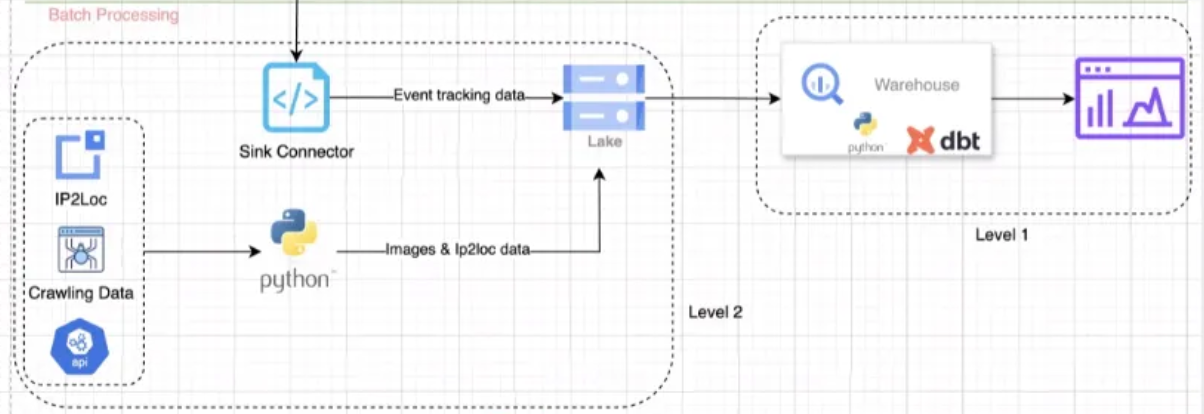 Batch Processing
Event tracking data
Lake
Sink Connector
Warehouse
python
dbt
Level 1
IP2Loc
Crawling Data
api
python
Images & Ip2loc data
Level 2